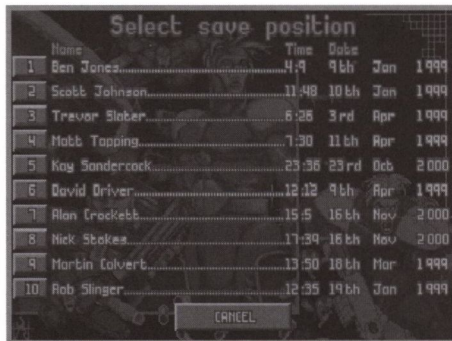 Select save position
Name Time Date
1 Ben Jones 4:9 9th Jan 1999
2 Scott Johnson 11:48 10th Jan 1999
3 Trevor Slater 6:28 3rd Apr 1999
4 Matt Tapping 7:30 11th Apr 1999
5 Kay Sandercock 23:36 23rd Oct 2000
6 David Driver 12:12 9th Apr 1999
7 Alan Crockett 15:5 16th Nov 2000
8 Nick Stokes 17:39 16th Nov 2000
9 Martin Calvert 13:50 18th Mar 1999
10 Rob Slinger 12:35 19th Jan 1999
CANCEL